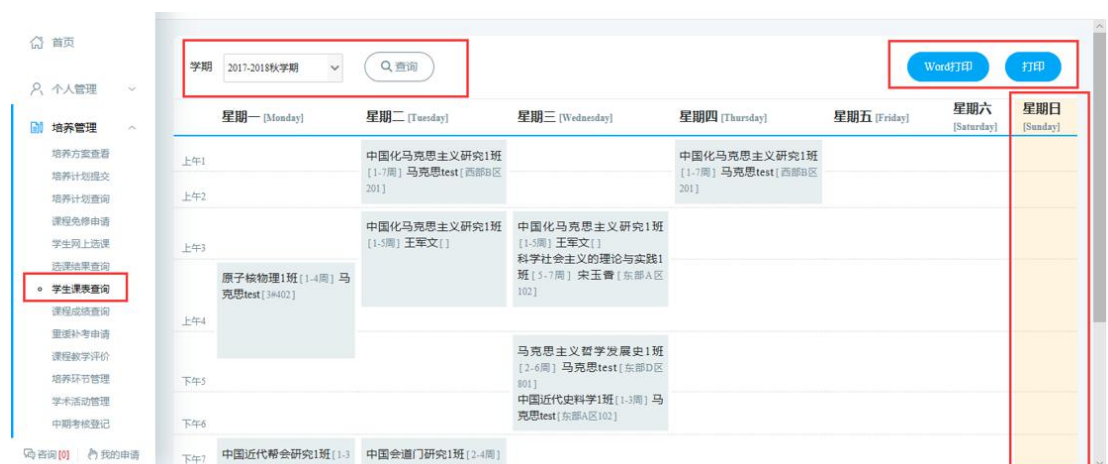 首页
个人管理
培养管理
培养方案查看
培养计划提交
培养计划查询
课程免修申请
学生网上选课
选课结果查询
学生课表查询
课程成绩查询
重缓补考申请
课程教学评价
培养环节管理
学术活动管理
中期考核登记
咨询[0] 我的申请
学期 2017-2018秋学期 查询 Word打印 打印
星期一 [Monday] 星期二 [Tuesday] 星期三 [Wednesday] 星期四 [Thursday] 星期五 [Friday] 星期六 [Saturday] 星期日 [Sunday]
上午1
中国化马克思主义研究1班
[1-7周] 马克思test[西部B区
201]
中国化马克思主义研究1班
[1-7周] 马克思test[西部B区
201]
上午2
上午3
中国化马克思主义研究1班
[1-5周] 王军文[]
中国化马克思主义研究1班
[1-5周] 王军文[]
科学社会主义的理论与实践1
班[5-7周] 宋玉香[东部A区
102]
原子核物理1班[1-4周] 马
克思test[3#402]
上午4
下午5
马克思主义哲学发展史1班
[2-6周] 马克思test[东部D区
801]
中国近代史料学1班[1-3周] 马
克思test[东部A区102]
下午6
下午7
中国近代帮会研究1班[1-3
中国会道门研究1班[2-4周]